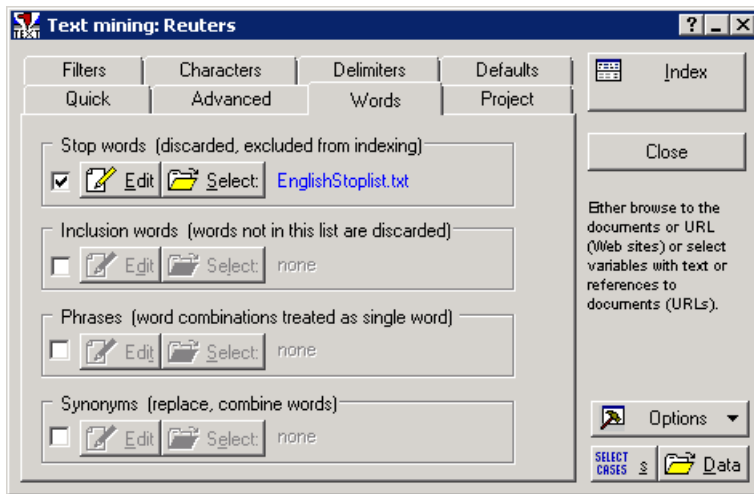 TEXT
Text mining: Reuters
Filters Characters Delimiters Defaults
Quick Advanced Words Project
Stop words (discarded, excluded from indexing)
Edit Select: EnglishStoplist.txt
Inclusion words (words not in this list are discarded)
Edit Select: none
Phrases (word combinations treated as single word)
Edit Select: none
Synonyms (replace, combine words)
Edit Select: none
Index
Close
Either browse to the
documents or URL
(Web sites) or select
variables with text or
references to
documents (URLs).
Options
SELECT
CASES s Data